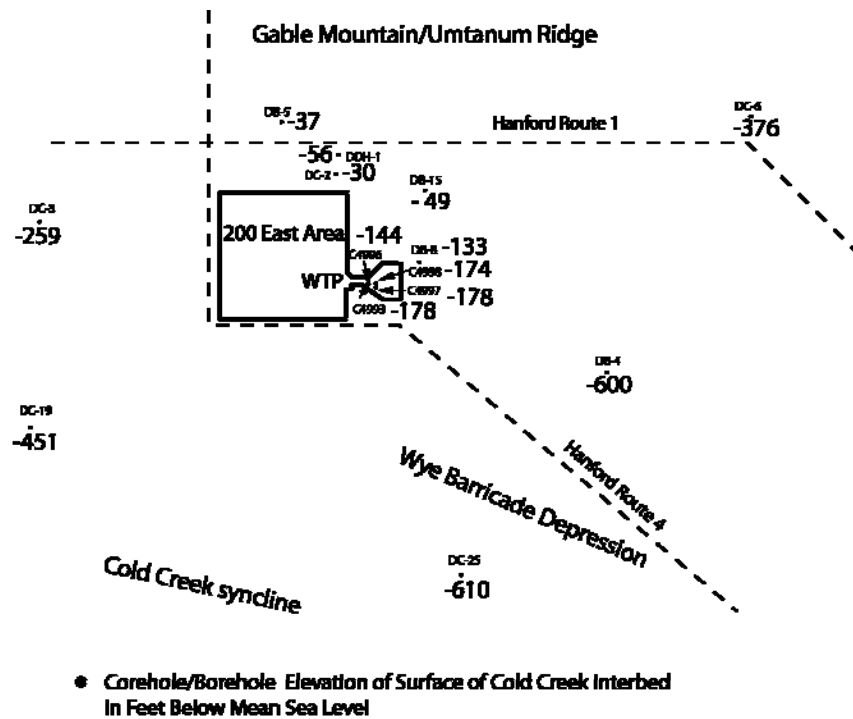 Gable Mountain/Umtanum Ridge
DB-5
-37
Hanford Route 1
DC-6
-376
-56 DDH-1
DC-2 -30
DB-15
-49
DC-3
-259
200 East Area -144
C4996
DB-8 -133
C4998 -174
WTP
C4997 -178
C4993 -178
DB-4
-600
DC-19
-451
Hanford Route 4
Wye Barricade Depression
DC-25
-610
Cold Creek syncline
Corehole/Borehole Elevation of Surface of Cold Creek Interbed
In Feet Below Mean Sea Level